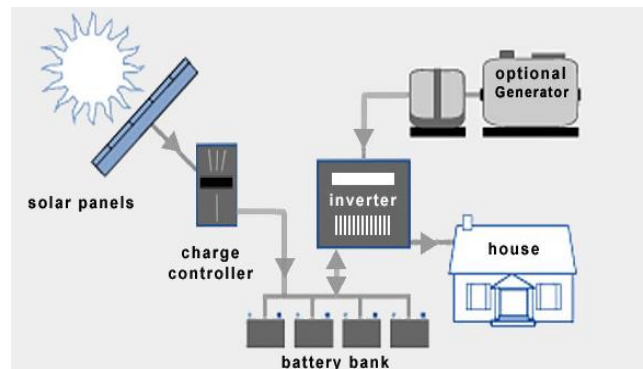 optional
Generator
solar panels
inverter
charge
controller
house
battery bank